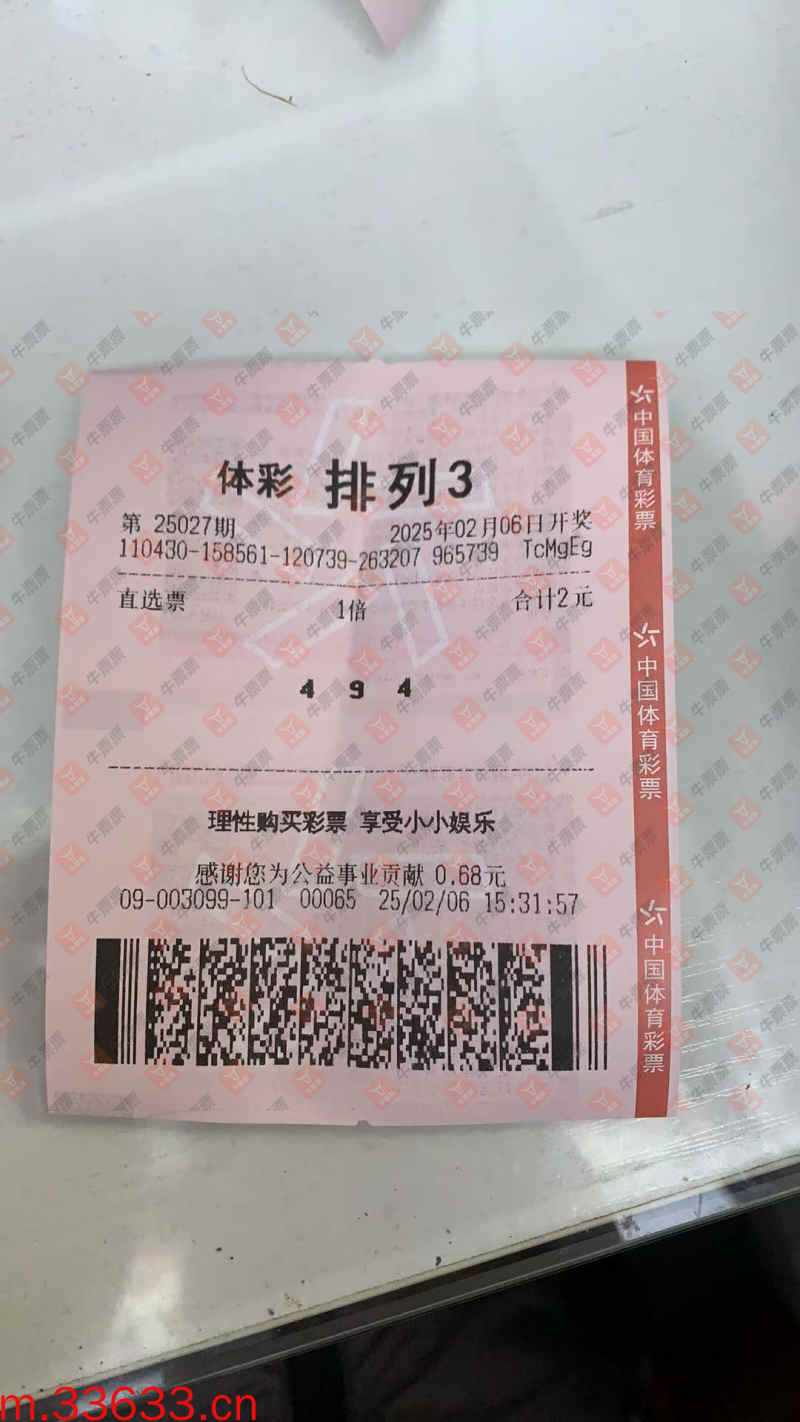 体彩 排列3
第 25027期 2025年02月06日开奖
110430-158561-120739-263207 965739 TcMgEg
直选票 1倍 合计2元
4 9 4
理性购买彩票 享受小小娱乐
感谢您为公益事业贡献 0.68元
09-003099-101 00065 25/02/06 15:31:57
中国体育彩票
中国体育彩票
中国体育彩票
牛票票
m.33633.cn